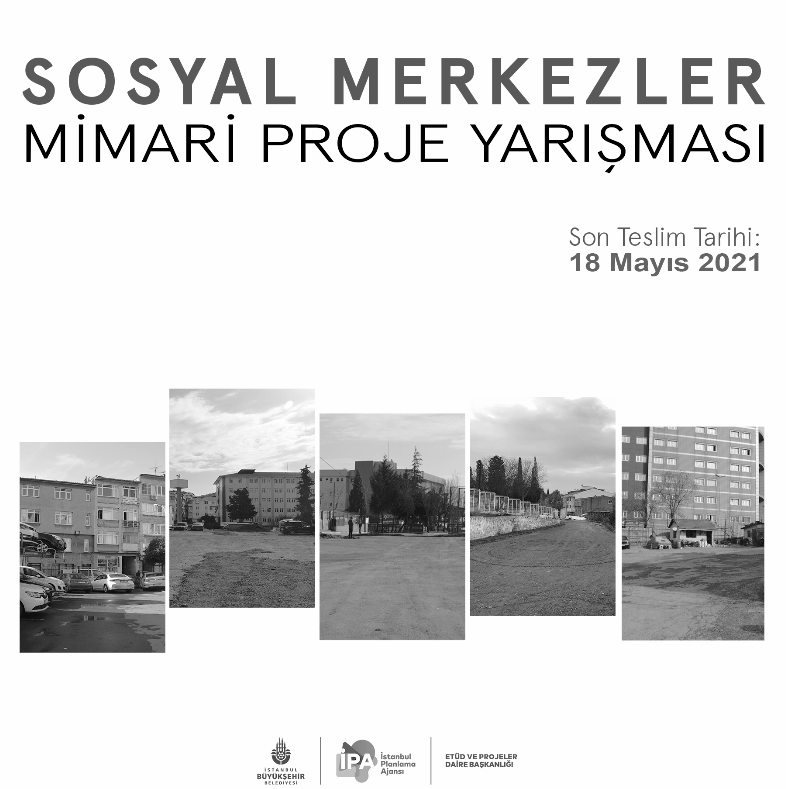 SOSYAL MERKEZLER
MİMARİ PROJE YARIŞMASI
Son Teslim Tarihi:
18 Mayıs 2021
İSTANBUL
BÜYÜKŞEHİR
BELEDİYESİ
İPA
İstanbul
Planlama
Ajansı
ETÜD VE PROJELER
DAİRE BAŞKANLIĞI